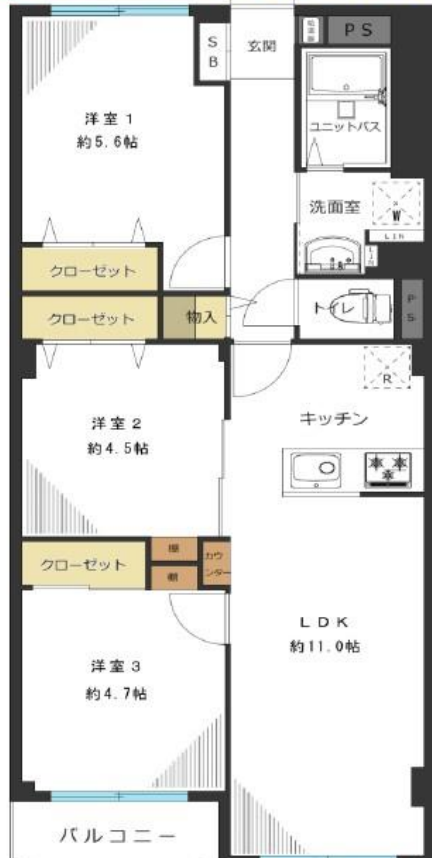 SB
玄関
PS
洋室1
約5.6帖
ユニットバス
洗面室
W
LIN
LIN
クローゼット
クローゼット
物入
トイレ
PS
R
キッチン
洋室2
約4.5帖
クローゼット
棚
棚
カウンター
LDK
約11.0帖
洋室3
約4.7帖
バルコニー